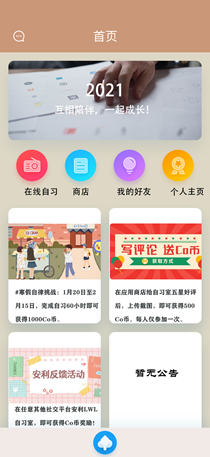 首页
2021
互相陪伴，一起成长！
在线自习
商店
我的好友
个人主页
#寒假自律挑战：1月20日至2
月15日，完成自习60小时即可
获得1000Co币。
写评论 送Co币
获取方式
在应用商店给自习室五星好评
后，上传截图，即可获得500
Co币，每人仅参加一次。
安利反馈活动
在任意其他社交平台安利LWL
自习室，即可获得Co币奖励！
暂无公告